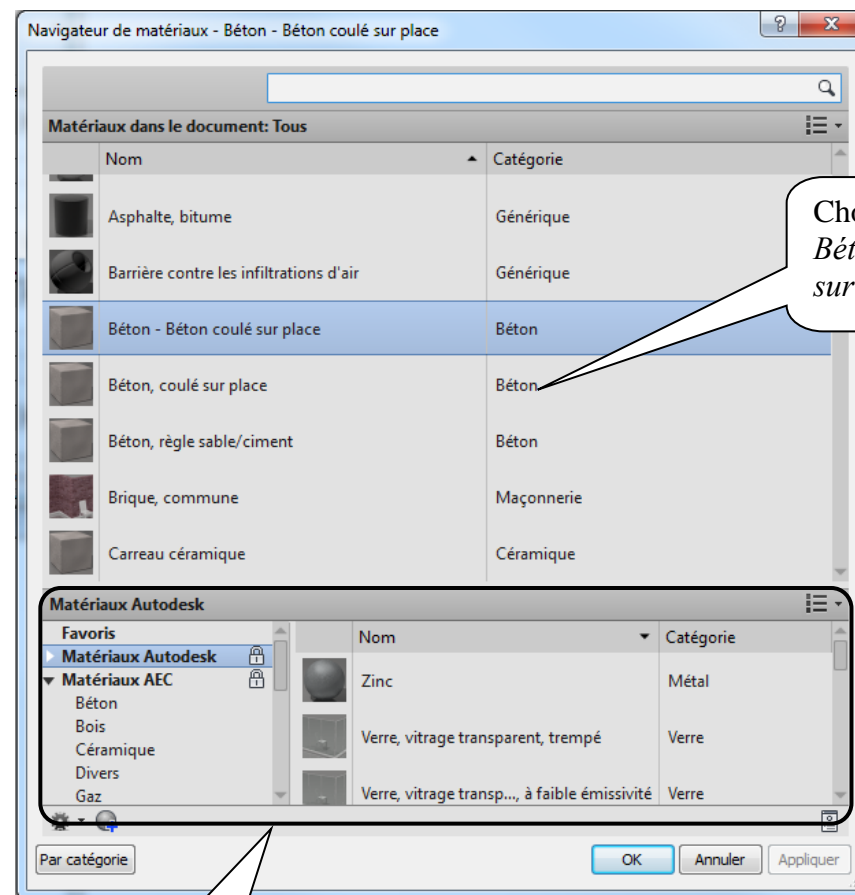 Navigateur de matériaux - Béton - Béton coulé sur place
Matériaux dans le document: Tous
Nom Catégorie
Asphalte, bitume Générique
Barrière contre les infiltrations d'air Générique
Béton - Béton coulé sur place Béton
Béton, coulé sur place Béton
Béton, règle sable/ciment Béton
Brique, commune Maçonnerie
Carreau céramique Céramique
sur
Matériaux Autodesk
Favoris
Matériaux Autodesk
Matériaux AEC
Béton
Bois
Céramique
Divers
Gaz
Nom Catégorie
Zinc Métal
Verre, vitrage transparent, trempé Verre
Verre, vitrage transp..., à faible émissivité Verre
Par catégorie OK Annuler Appliquer